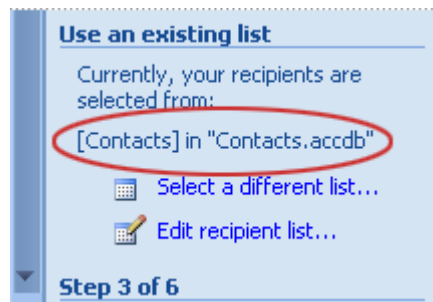 Use an existing list
Currently, your recipients are
selected from:
[Contacts] in "Contacts.accdb"
Select a different list...
Edit recipient list...
Step 3 of 6